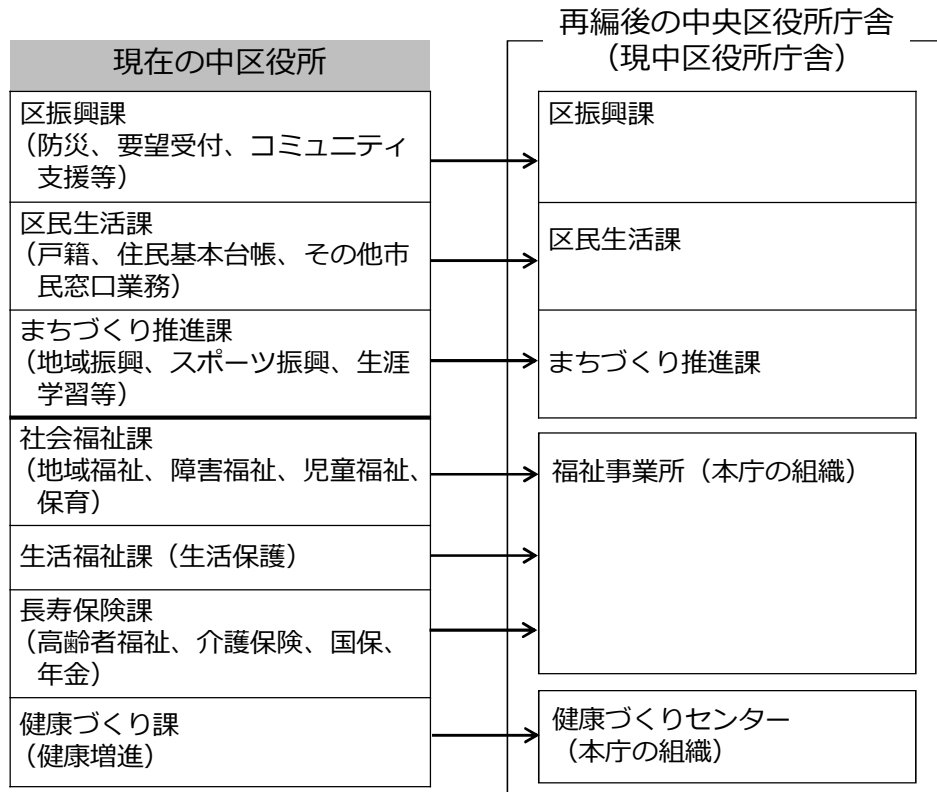 現在の中区役所
区振興課
（防災、要望受付、コミュニティ
支援等）
区民生活課
（戸籍、住民基本台帳、その他市
民窓口業務）
まちづくり推進課
（地域振興、スポーツ振興、生涯
学習等）
社会福祉課
（地域福祉、障害福祉、児童福祉、
保育）
生活福祉課（生活保護）
長寿保険課
（高齢者福祉、介護保険、国保、
年金）
健康づくり課
（健康増進）
再編後の中央区役所庁舎
（現中区役所庁舎）
区振興課
区民生活課
まちづくり推進課
福祉事業所（本庁の組織）
健康づくりセンター
（本庁の組織）